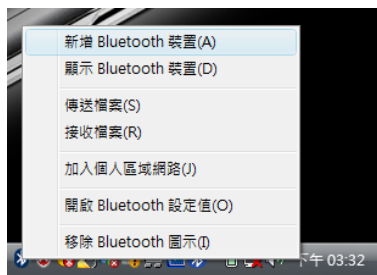 新增 Bluetooth 裝置(A)
顯示 Bluetooth 裝置(D)
傳送檔案(S)
接收檔案(R)
加入個人區域網路(J)
開啟 Bluetooth 設定值(O)
移除 Bluetooth 圖示(I)
下午 03:32